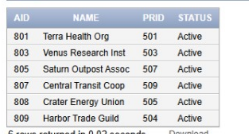 AID NAME PRID STATUS
801 Terra Health Org 501 Active
803 Venus Research Inst 503 Active
805 Saturn Outpost Assoc 507 Active
807 Central Transit Coop 509 Active
808 Crater Energy Union 505 Active
809 Harbor Trade Guild 504 Active
6 rows returned in 0.02 seconds Download